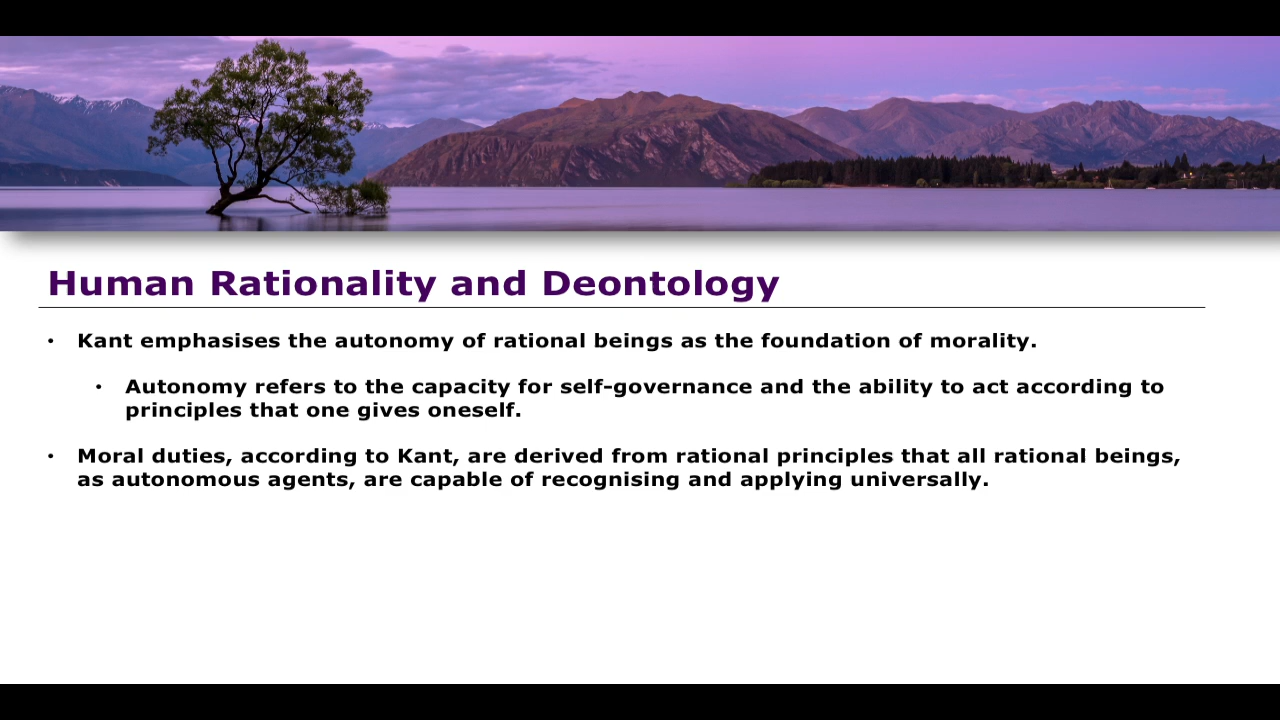 Human Rationality and Deontology
• Kant emphasises the autonomy of rational beings as the foundation of morality.
• Autonomy refers to the capacity for self-governance and the ability to act according to
principles that one gives oneself.
• Moral duties, according to Kant, are derived from rational principles that all rational beings,
as autonomous agents, are capable of recognising and applying universally.